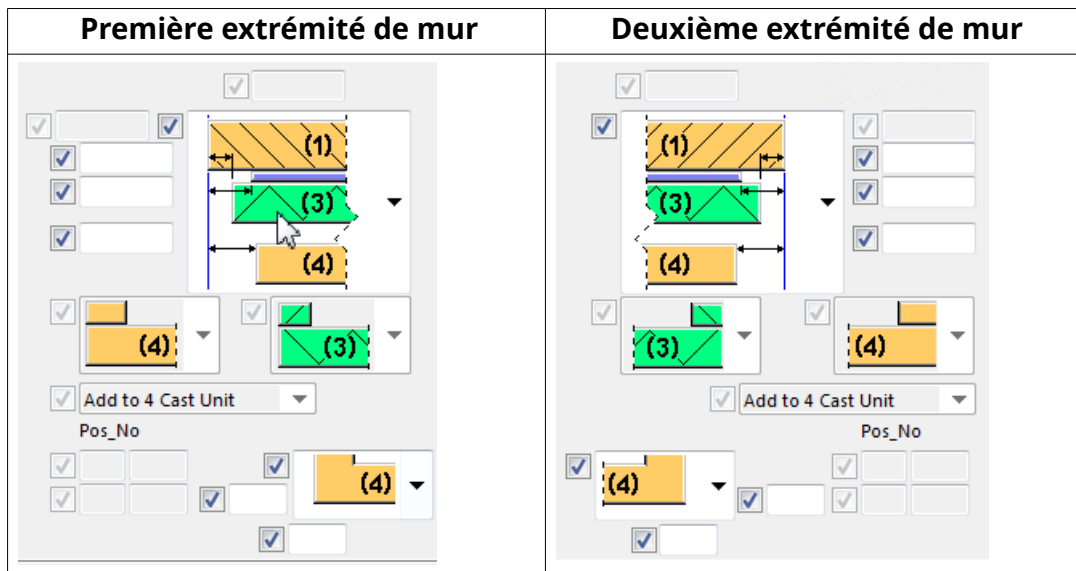 Première extrémité de mur
Deuxième extrémité de mur
(1)
(3)
(4)
(4)
(3)
Add to 4 Cast Unit
Pos_No
(4)
(1)
(3)
(4)
(3)
(4)
Add to 4 Cast Unit
Pos_No
(4)